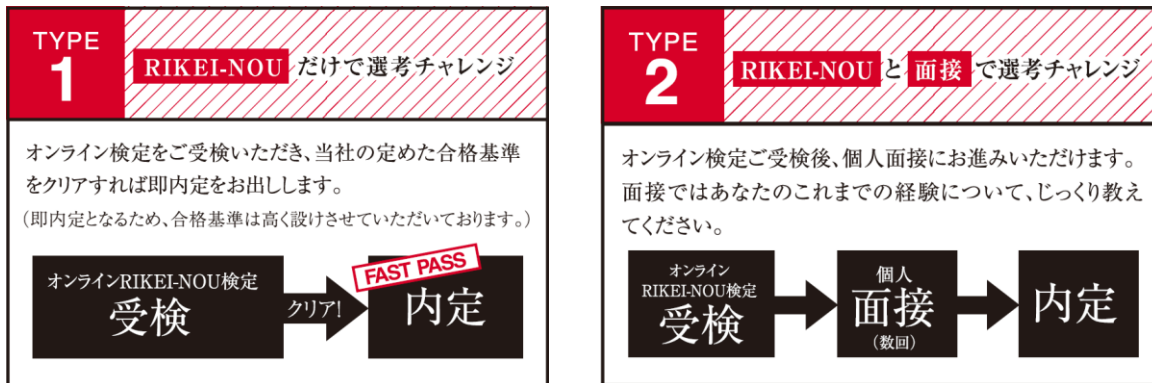 TYPE
1
RIKEI-NOU だけで選考チャレンジ
オンライン検定をご受検いただき、当社の定めた合格基準
をクリアすれば即内定をお出しします。
（即内定となるため、合格基準は高く設けさせていただいております。）
オンラインRIKEI-NOU検定
受検
クリア!
FAST PASS
内定
TYPE
2
RIKEI-NOU と 面接 で選考チャレンジ
オンライン検定ご受検後、個人面接にお進みいただけます。
面接ではあなたのこれまでの経験について、じっくり教え
てください。
オンライン
RIKEI-NOU検定
受検
個人
面接
（数回）
内定